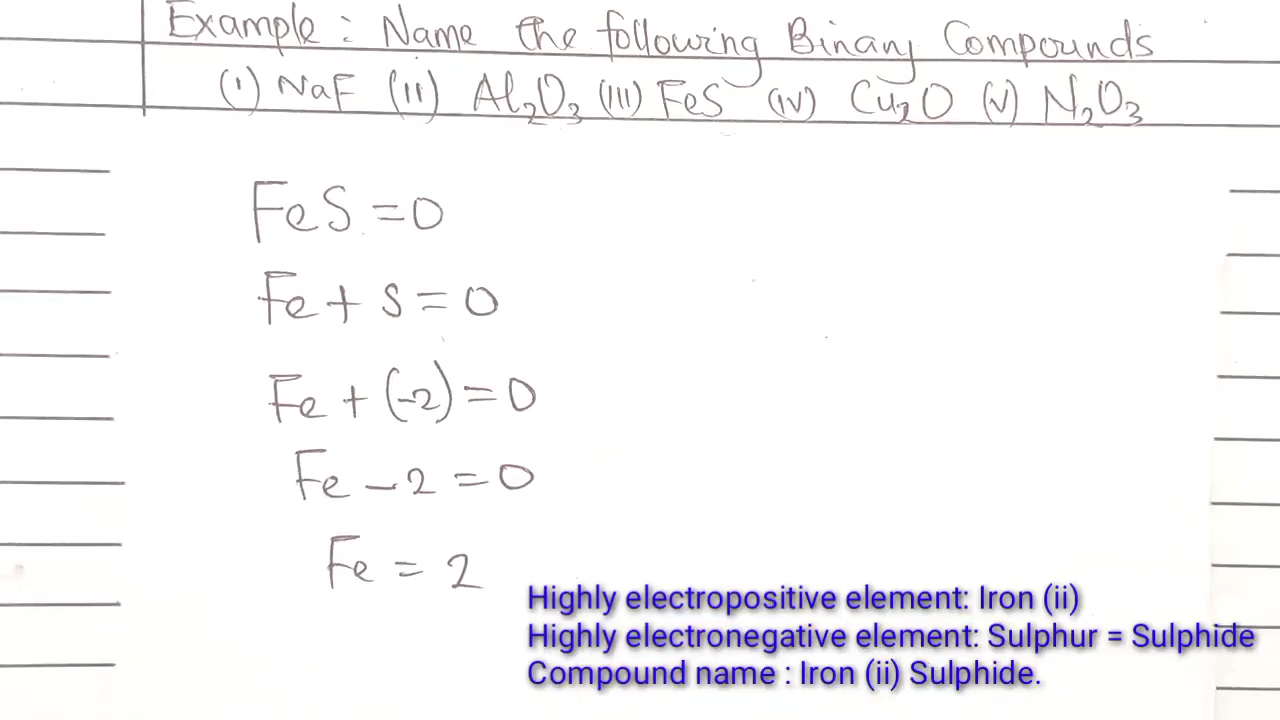 Example: Name the following Binary Compounds
(i) NaF (ii) Al₂O₃ (iii) FeS (iv) Cu₂O (v) N₂O₃
FeS = 0
Fe + S = 0
Fe + (-2) = 0
Fe - 2 = 0
Fe = 2
Highly electropositive element: Iron (ii)
Highly electronegative element: Sulphur = Sulphide
Compound name : Iron (ii) Sulphide.